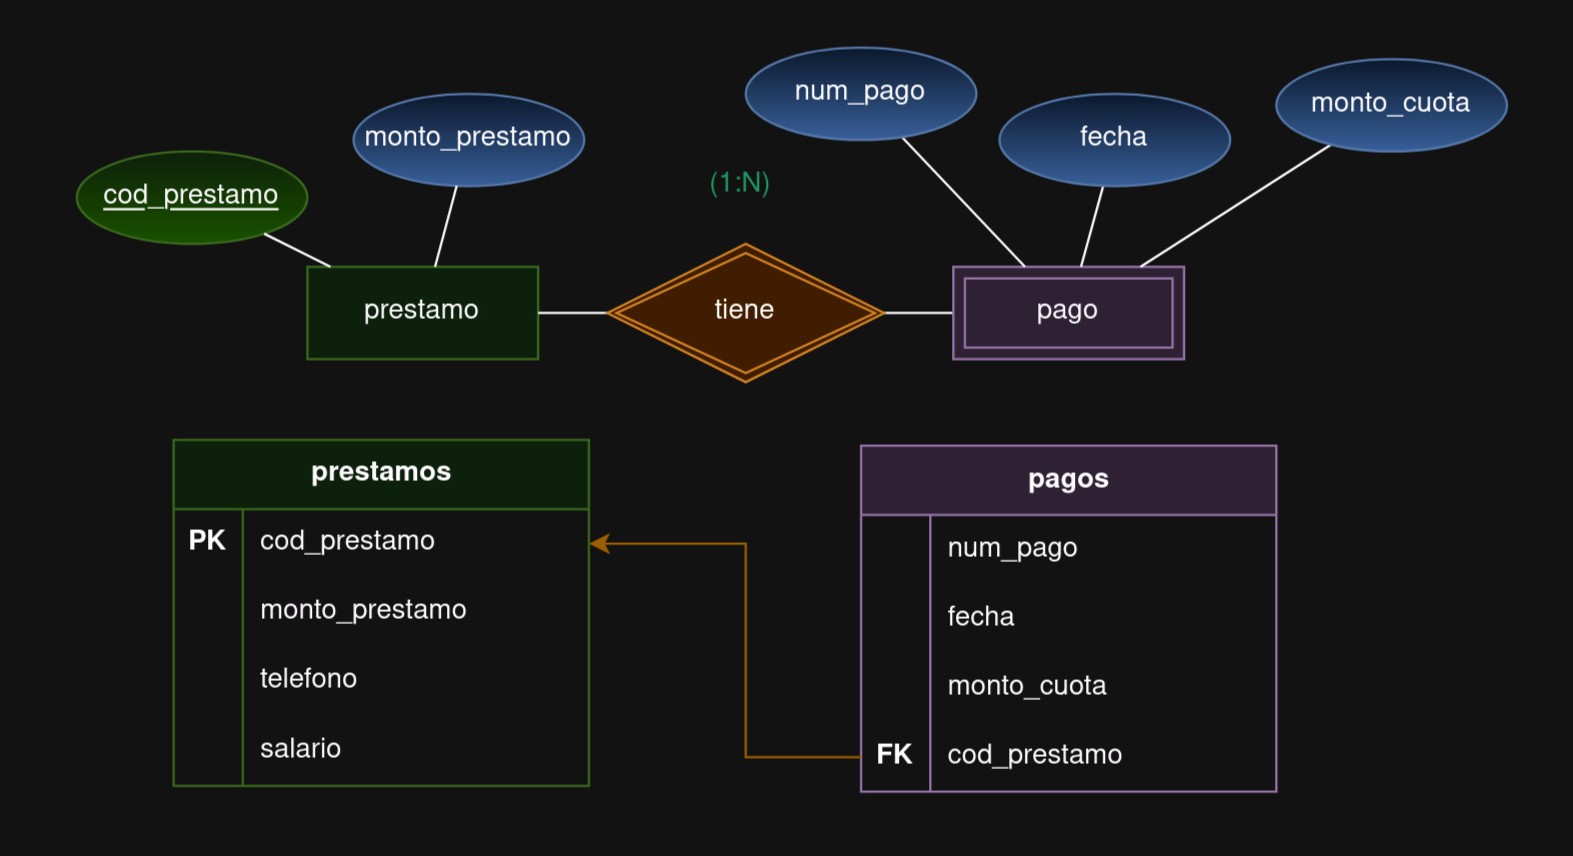 num_pago
monto_cuota
monto_prestamo
fecha
cod_prestamo
(1:N)
prestamo
tiene
pago
prestamos
PK
cod_prestamo
monto_prestamo
telefono
salario
pagos
num_pago
fecha
monto_cuota
FK
cod_prestamo